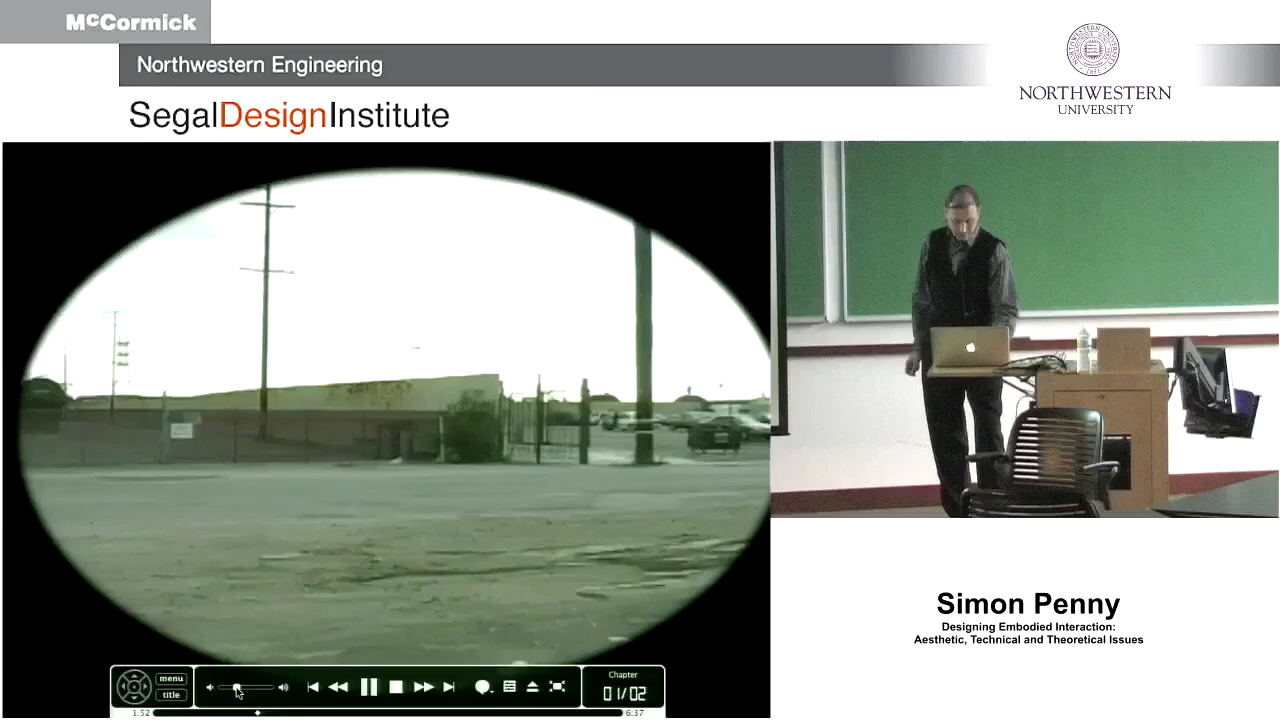 McCormick
Northwestern Engineering
SegalDesignInstitute
NORTHWESTERN
UNIVERSITY
menu
title
Chapter
01/02
1:52
6:37
Simon Penny
Designing Embodied Interaction:
Aesthetic, Technical and Theoretical Issues